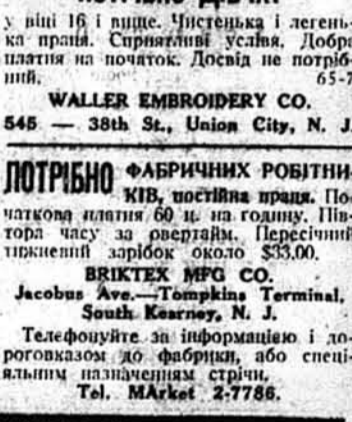 у віці 16 і вище. Чистенька і легень-
ка праця. Сприятливі услівя. Добра
платня на початок. Досвід не потріб-
ний. 65-7
WALLER EMBROIDERY CO.
545 — 38th St., Union City, N. J.
ПОТРІБНО ФАБРИЧНИХ РОБІТНИ-
КІВ, постійна праця. По-
чаткова платня 60 ц. на годину. Пів-
тора часу за овертайм. Пересічний
тижневий зарібок около $33.00.
BRIKTEX MFG CO.
Jacobus Ave.—Tompkins Terminal,
South Kearney, N. J.
Телефонуйте за інформацією і до-
роговказом до фабрики, або специ-
яльним назначенням стрічи.
Tel. MArket 2-7786.